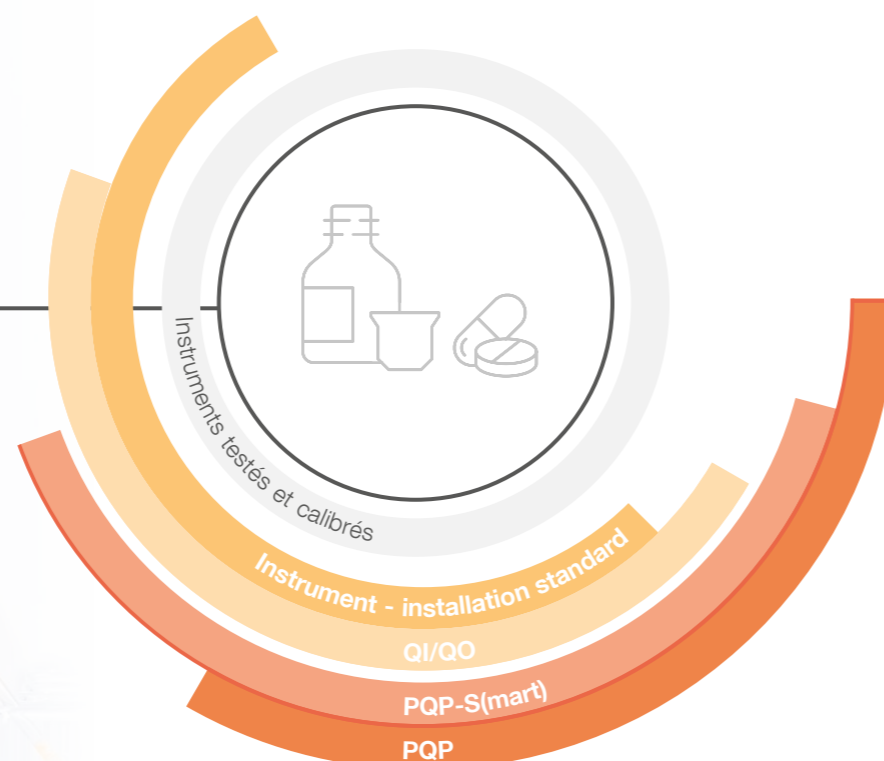 Instruments testés et calibrés
Instrument - installation standard
QI/QO
PQP-S(mart)
PQP